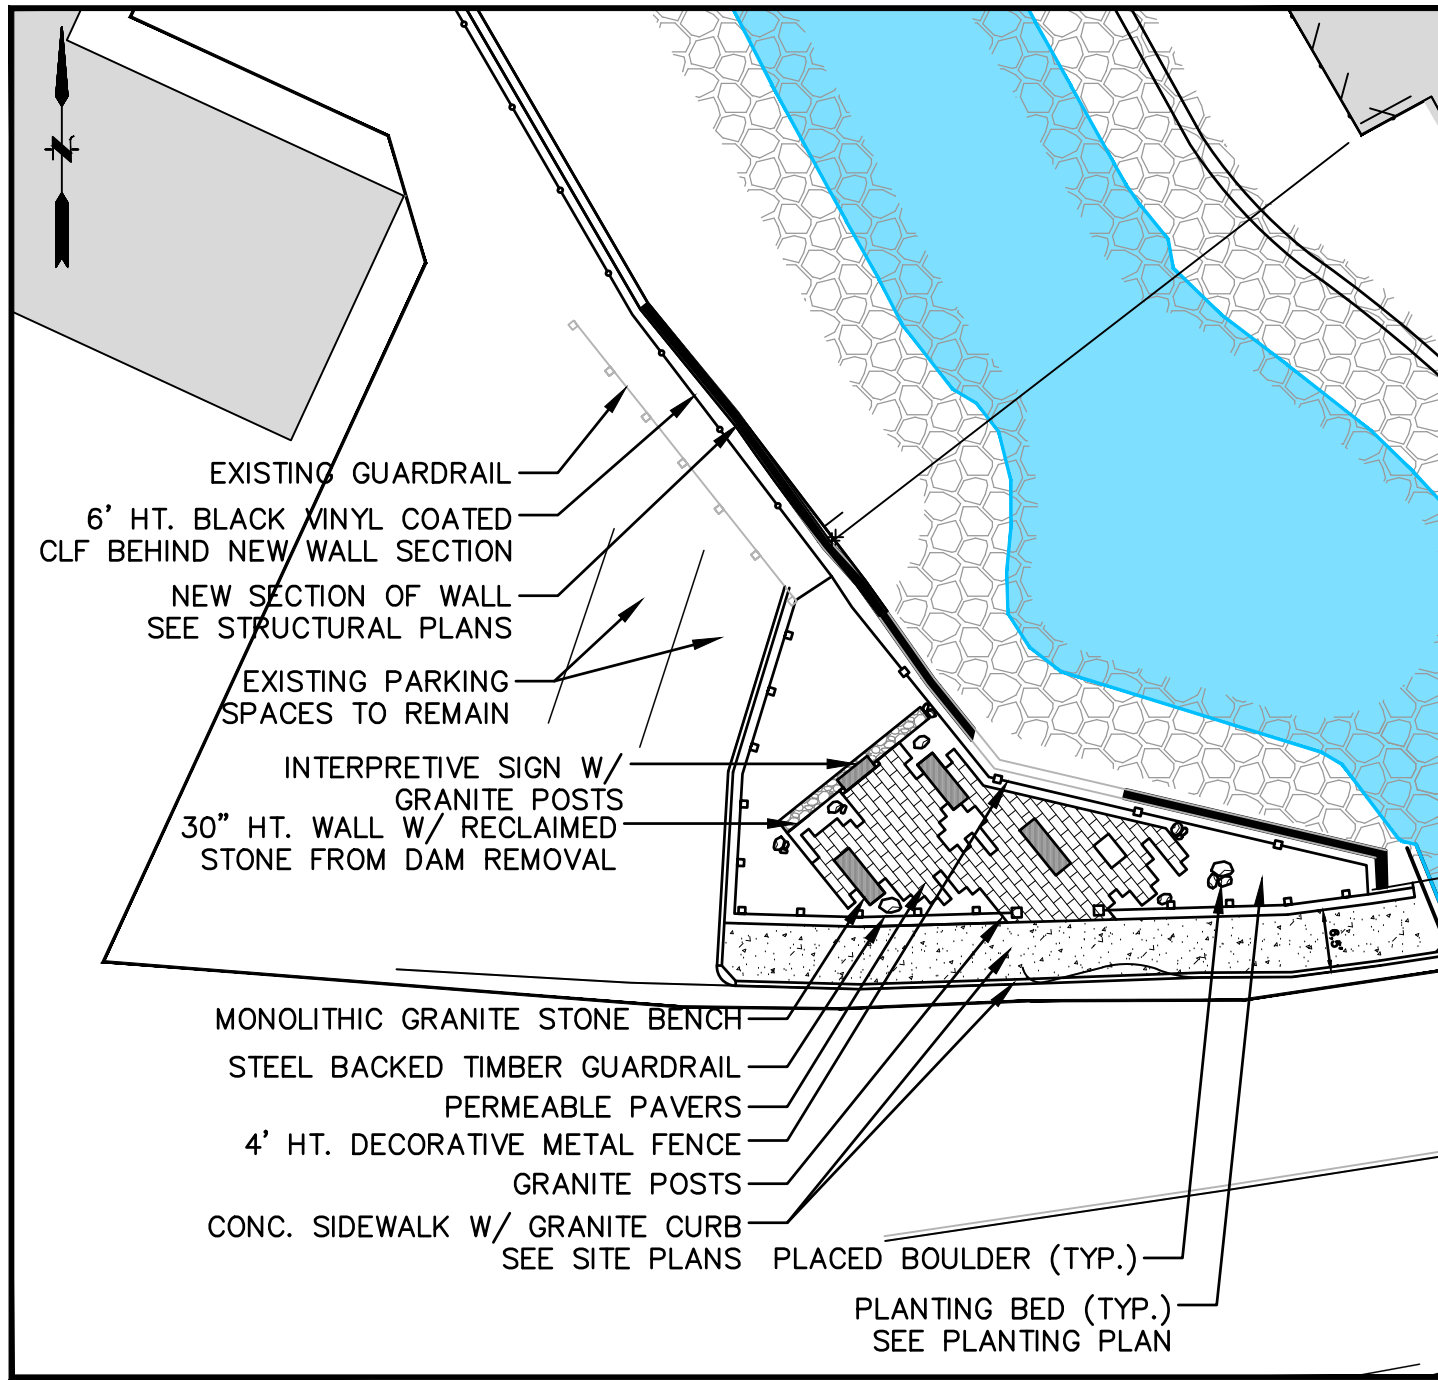 N
EXISTING GUARDRAIL
6' HT. BLACK VINYL COATED
CLF BEHIND NEW WALL SECTION
NEW SECTION OF WALL
SEE STRUCTURAL PLANS
EXISTING PARKING
SPACES TO REMAIN
INTERPRETIVE SIGN W/
GRANITE POSTS
30" HT. WALL W/ RECLAIMED
STONE FROM DAM REMOVAL
6.5'
MONOLITHIC GRANITE STONE BENCH
STEEL BACKED TIMBER GUARDRAIL
PERMEABLE PAVERS
4' HT. DECORATIVE METAL FENCE
GRANITE POSTS
CONC. SIDEWALK W/ GRANITE CURB
SEE SITE PLANS
PLACED BOULDER (TYP.)
PLANTING BED (TYP.)
SEE PLANTING PLAN